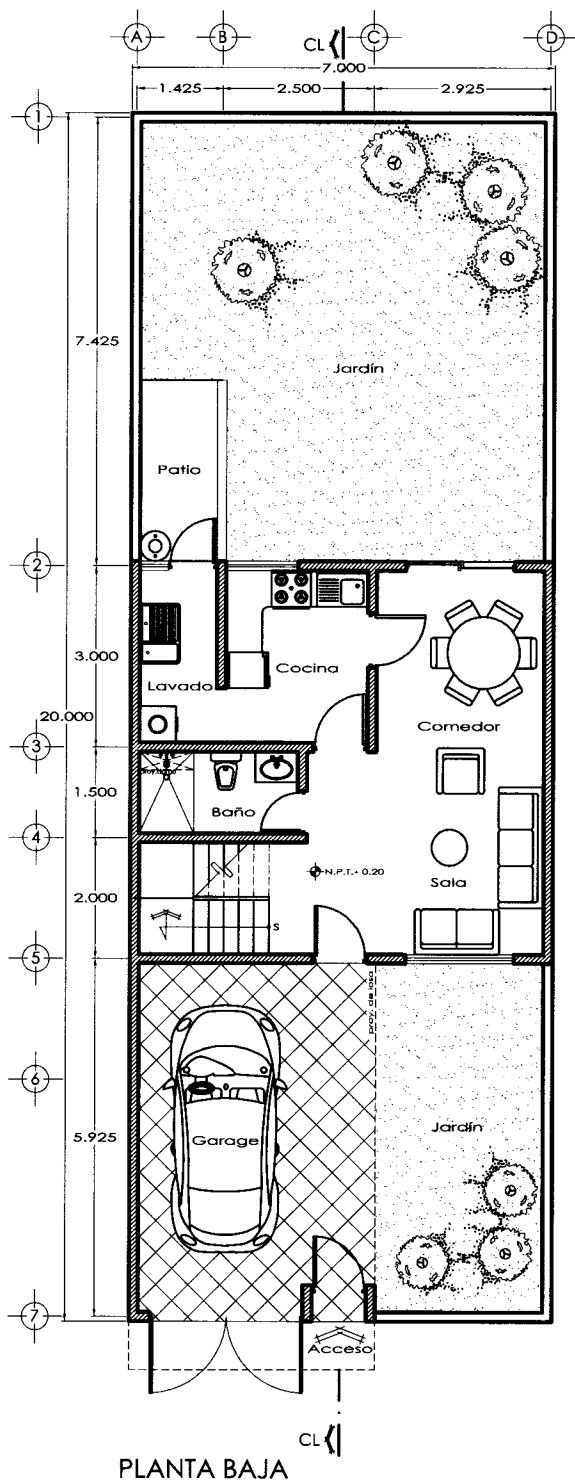 A B C D
CL
7.000
1.425 2.500 2.925
1
7.425
Jardín
Patio
2
3.000
Cocina
Lavado
Comedor
20.000
3
1.500
Baño
4
N.P.T.+ 0.20
Sala
2.000
S
5
6
Jardín
5.925
Garage
7
Acceso
CL
PLANTA BAJA